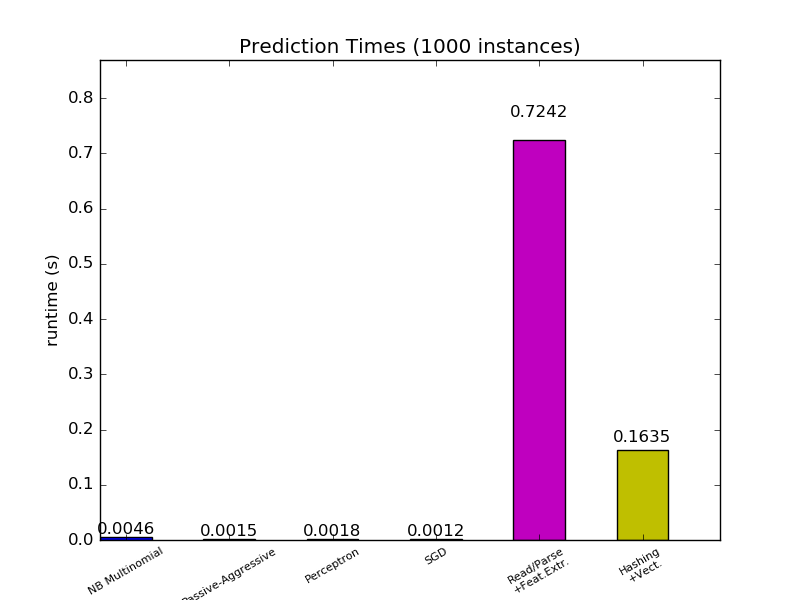 Prediction Times (1000 instances)
0.8
0.7
0.6
0.5
0.4
0.3
0.2
0.1
0.0
runtime (s)
0.0046
0.0015
0.0018
0.0012
0.7242
0.1635
NB Multinomial
assive-Aggressive
Perceptron
SGD
Read/Parse
+Feat.Extr.
Hashing
+Vect.